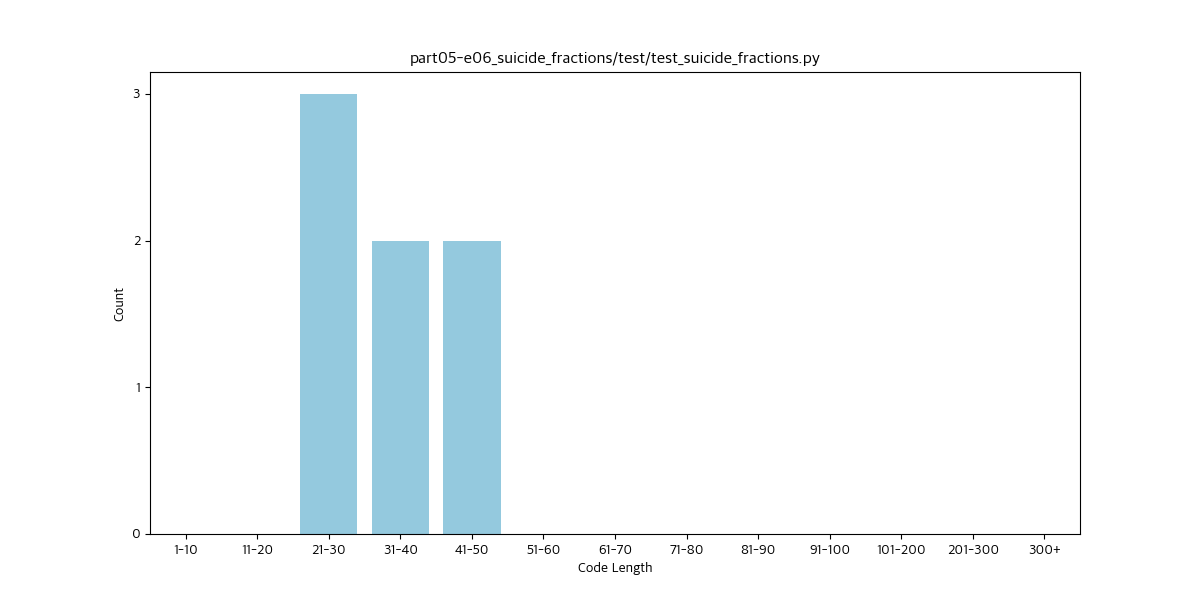 part05-e06_suicide_fractions/test/test_suicide_fractions.py
3
2
1
0
Count
1-10 11-20 21-30 31-40 41-50 51-60 61-70 71-80 81-90 91-100 101-200 201-300 300+
Code Length